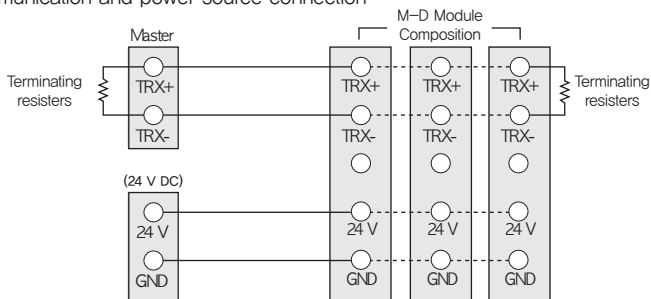 munication and power source connection
M-D Module
Composition
Master
Terminating
resisters
TRX+
TRX+
TRX+
TRX+
Terminating
resisters
TRX-
TRX-
TRX-
TRX-
(24 V DC)
24 V
24 V
24 V
24 V
GND
GND
GND
GND